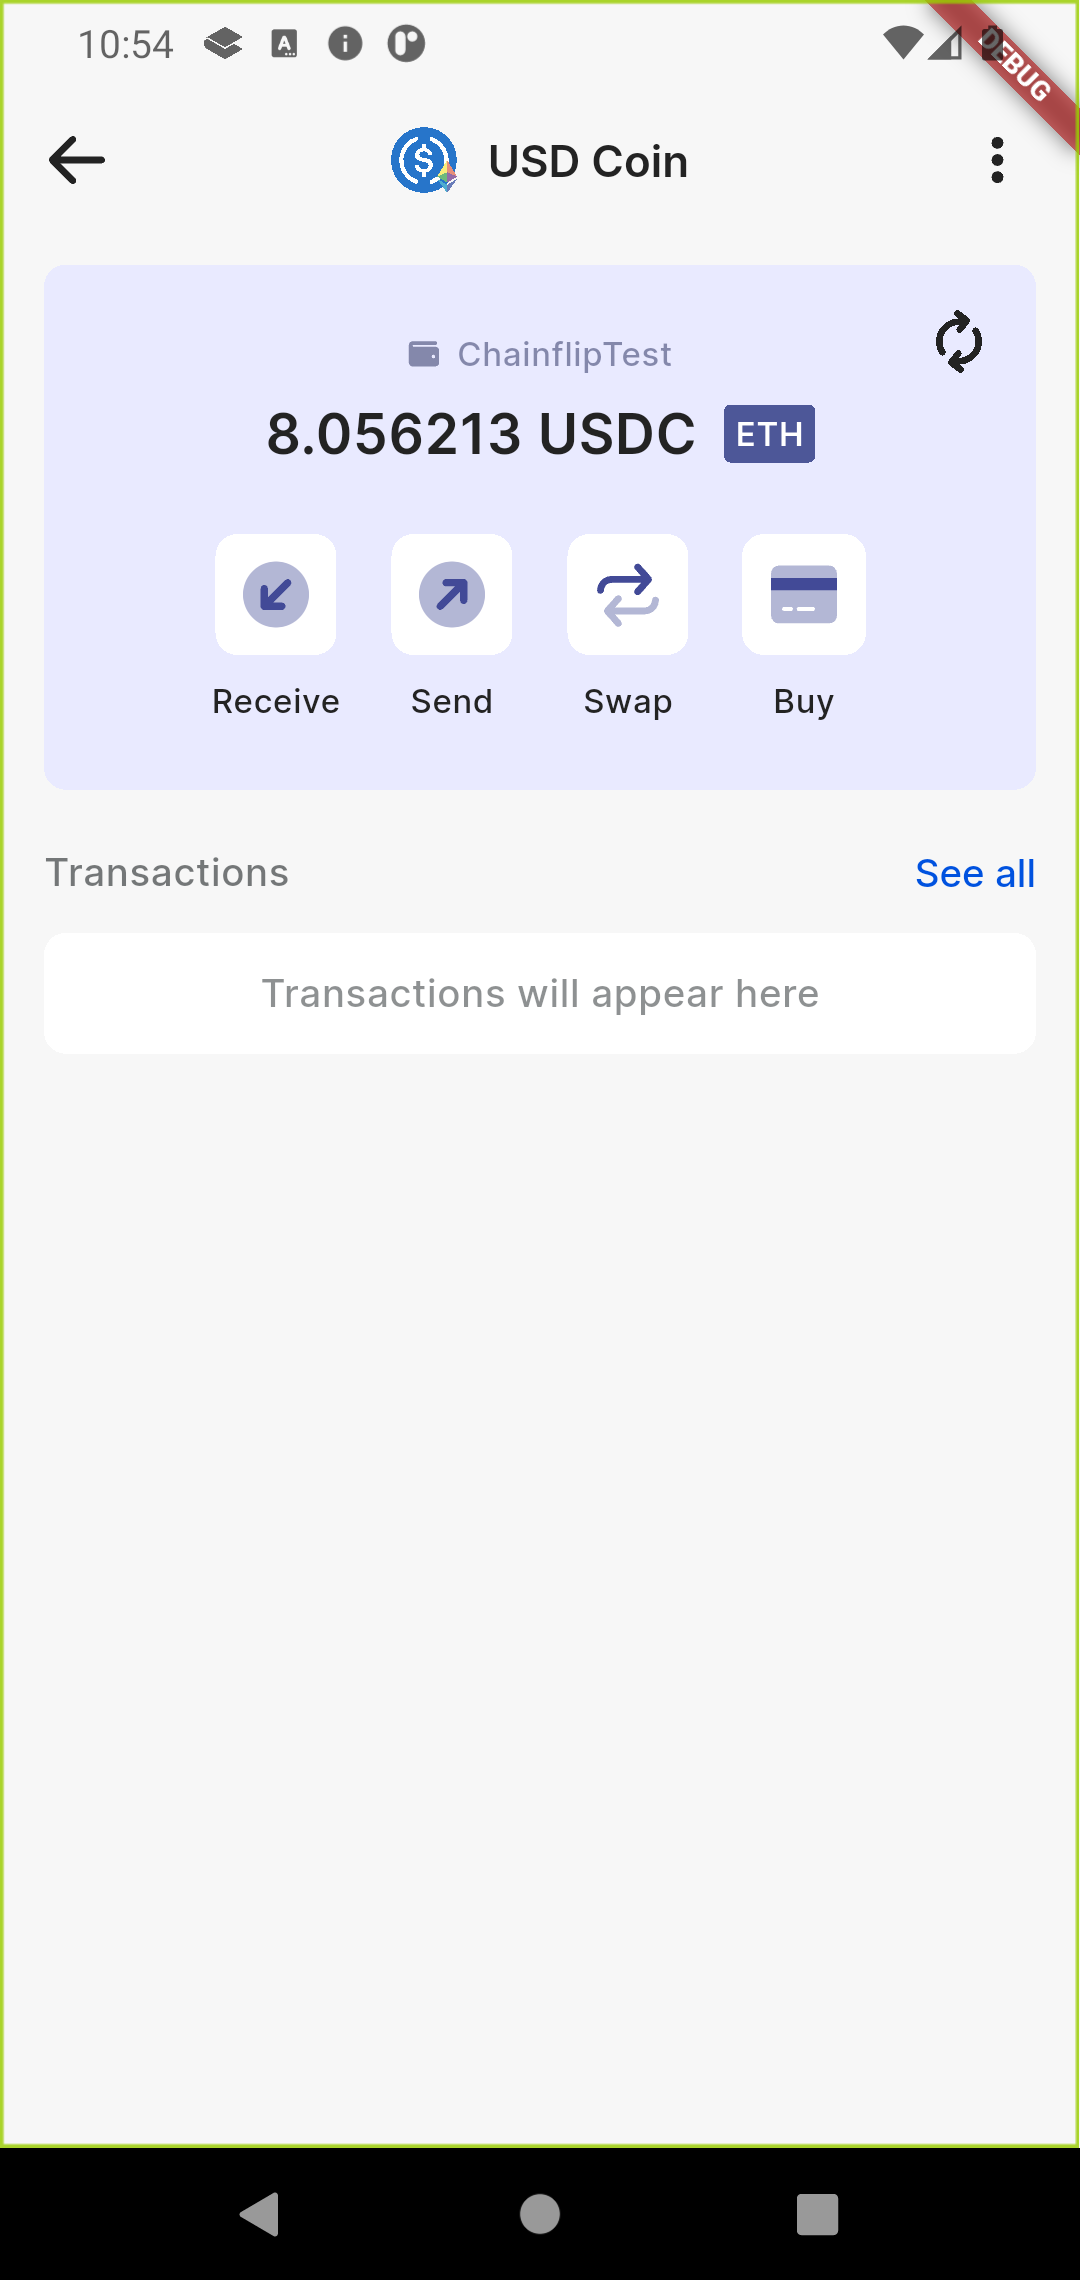 10:54
DEBUG
USD Coin
ChainflipTest
8.056213 USDC ETH
Receive Send Swap Buy
Transactions See all
Transactions will appear here